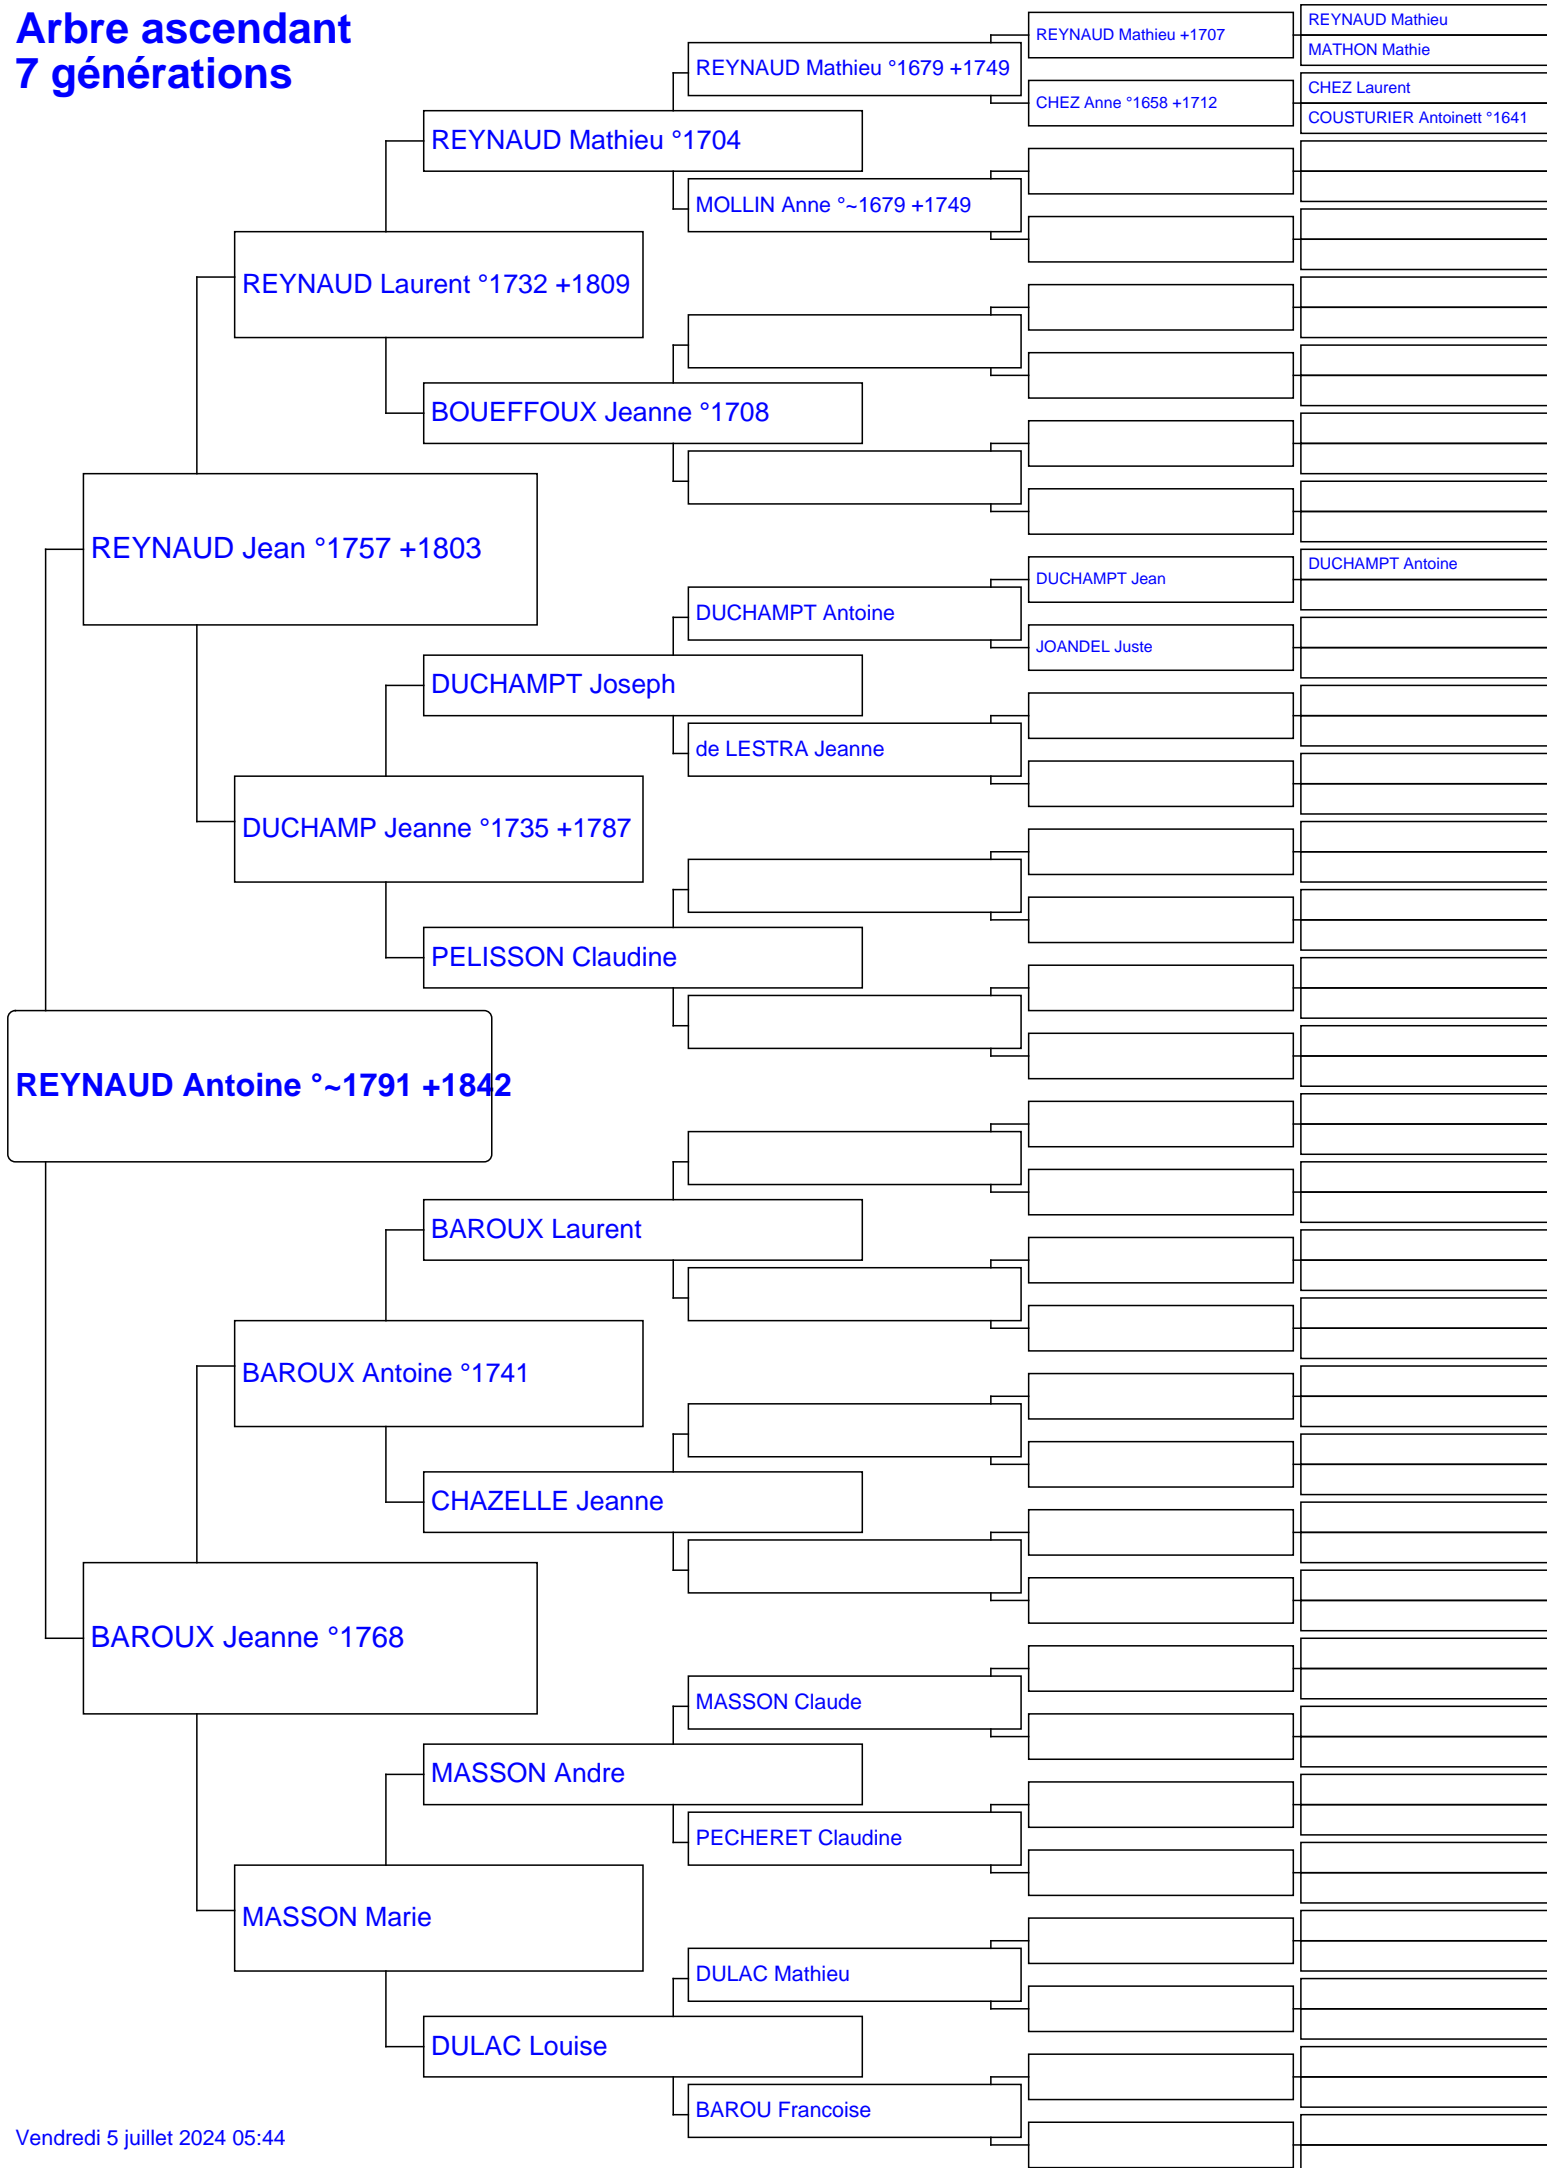 Arbre ascendant
7 générations
REYNAUD Mathieu
REYNAUD Mathieu +1707
MATHON Mathie
REYNAUD Mathieu °1679 +1749
CHEZ Laurent
CHEZ Anne °1658 +1712
COUSTURIER Antoinett °1641
REYNAUD Mathieu °1704
MOLLIN Anne °~1679 +1749
REYNAUD Laurent °1732 +1809
BOUEFFOUX Jeanne °1708
REYNAUD Jean °1757 +1803
DUCHAMPT Antoine
DUCHAMPT Jean
DUCHAMPT Antoine
JOANDEL Juste
DUCHAMPT Joseph
de LESTRA Jeanne
DUCHAMP Jeanne °1735 +1787
PELISSON Claudine
REYNAUD Antoine °~1791 +1842
BAROUX Laurent
BAROUX Antoine °1741
CHAZELLE Jeanne
BAROUX Jeanne °1768
MASSON Claude
MASSON Andre
PECHERET Claudine
MASSON Marie
DULAC Mathieu
DULAC Louise
BAROU Francoise
Vendredi 5 juillet 2024 05:44